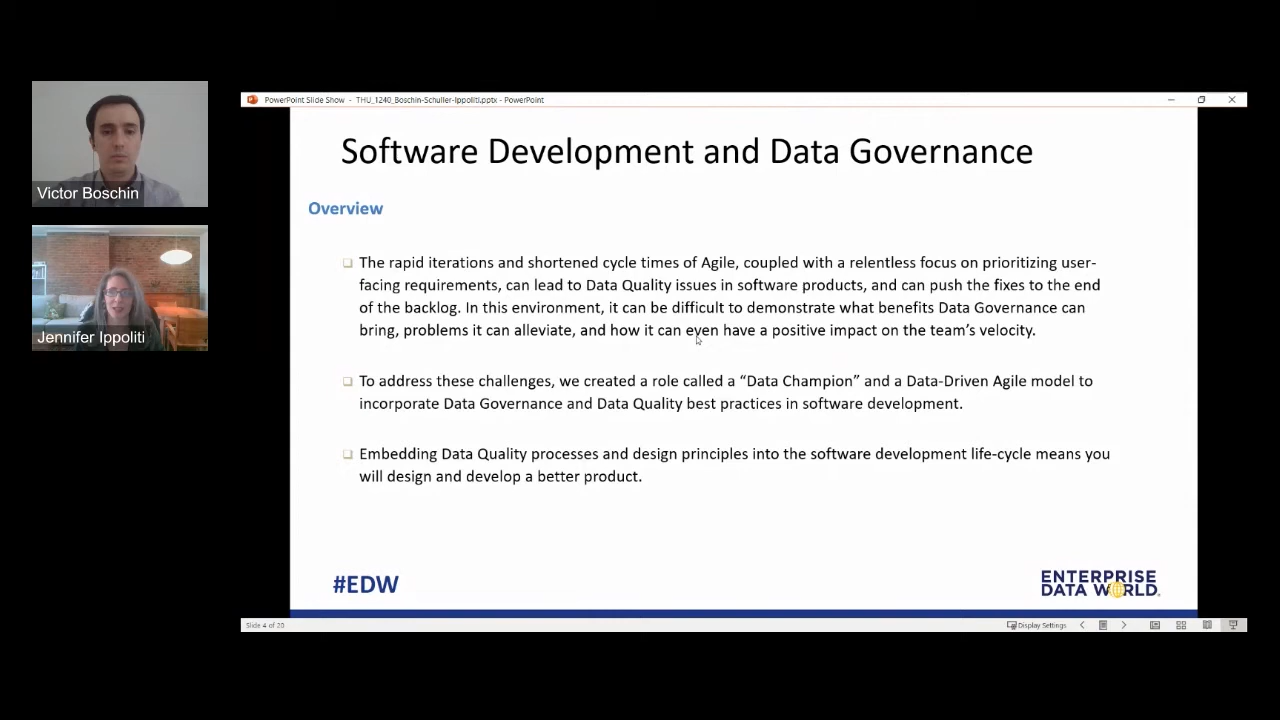 Victor Boschin
Jennifer Ippoliti
PowerPoint Slide Show - THU_1240_Boschin-Schuller-Ippoliti.pptx - PowerPoint
Software Development and Data Governance
Overview
The rapid iterations and shortened cycle times of Agile, coupled with a relentless focus on prioritizing user-
facing requirements, can lead to Data Quality issues in software products, and can push the fixes to the end
of the backlog. In this environment, it can be difficult to demonstrate what benefits Data Governance can
bring, problems it can alleviate, and how it can even have a positive impact on the team’s velocity.
To address these challenges, we created a role called a “Data Champion” and a Data-Driven Agile model to
incorporate Data Governance and Data Quality best practices in software development.
Embedding Data Quality processes and design principles into the software development life-cycle means you
will design and develop a better product.
#EDW
ENTERPRISE
DATA WORLD
Slide 4 of 20
Display Settings